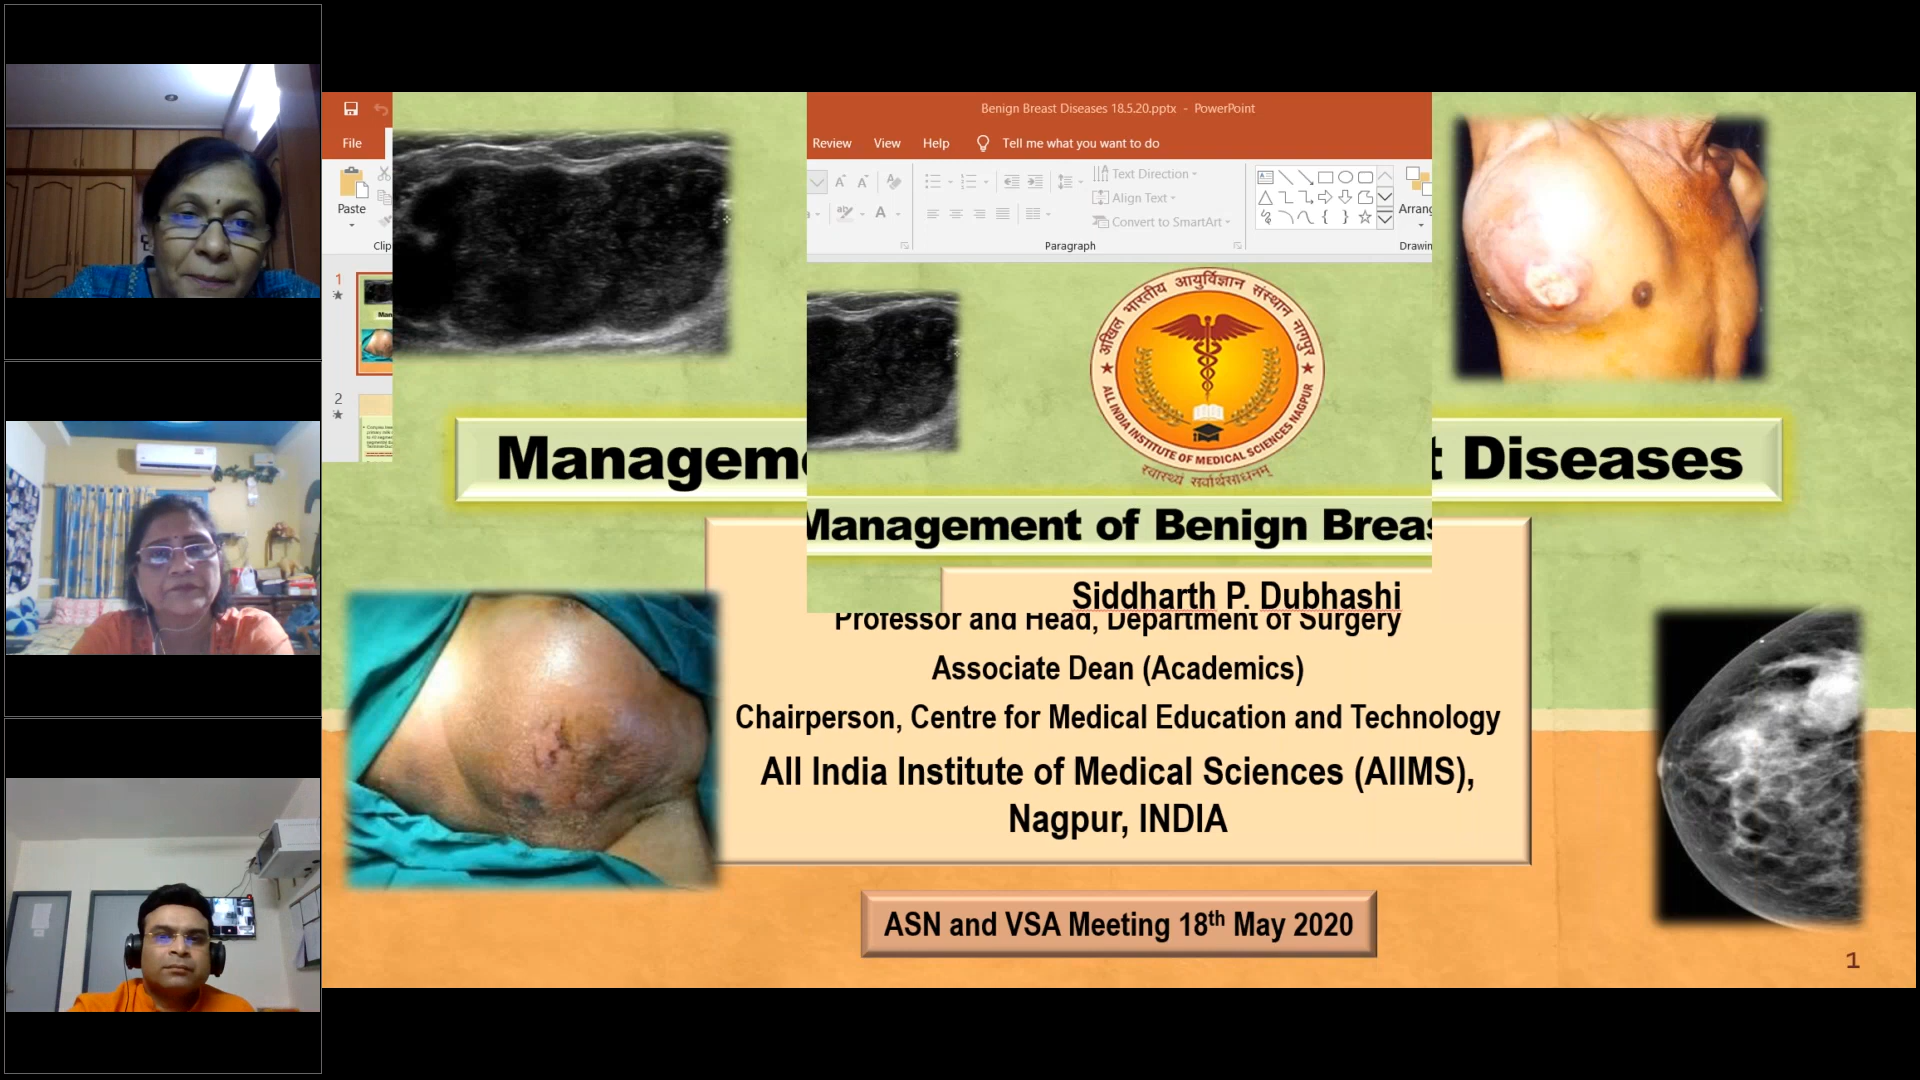 File
Paste
Clip
1
2
Benign Breast Diseases 18.5.20.pptx - PowerPoint
Review View Help Tell me what you want to do
Text Direction
Align Text
Convert to SmartArt
Paragraph
Arrang
Drawin
अखिल भारतीय आयुर्विज्ञान संस्थान नागपुर
ALL INDIA INSTITUTE OF MEDICAL SCIENCES NAGPUR
स्वास्थ्यं सर्वार्थसाधनम्
Managem
t Diseases
Management of Benign Breas
Siddharth P. Dubhashi
Professor and Head, Department of Surgery
Associate Dean (Academics)
Chairperson, Centre for Medical Education and Technology
All India Institute of Medical Sciences (AIIMS),
Nagpur, INDIA
ASN and VSA Meeting 18th May 2020
1